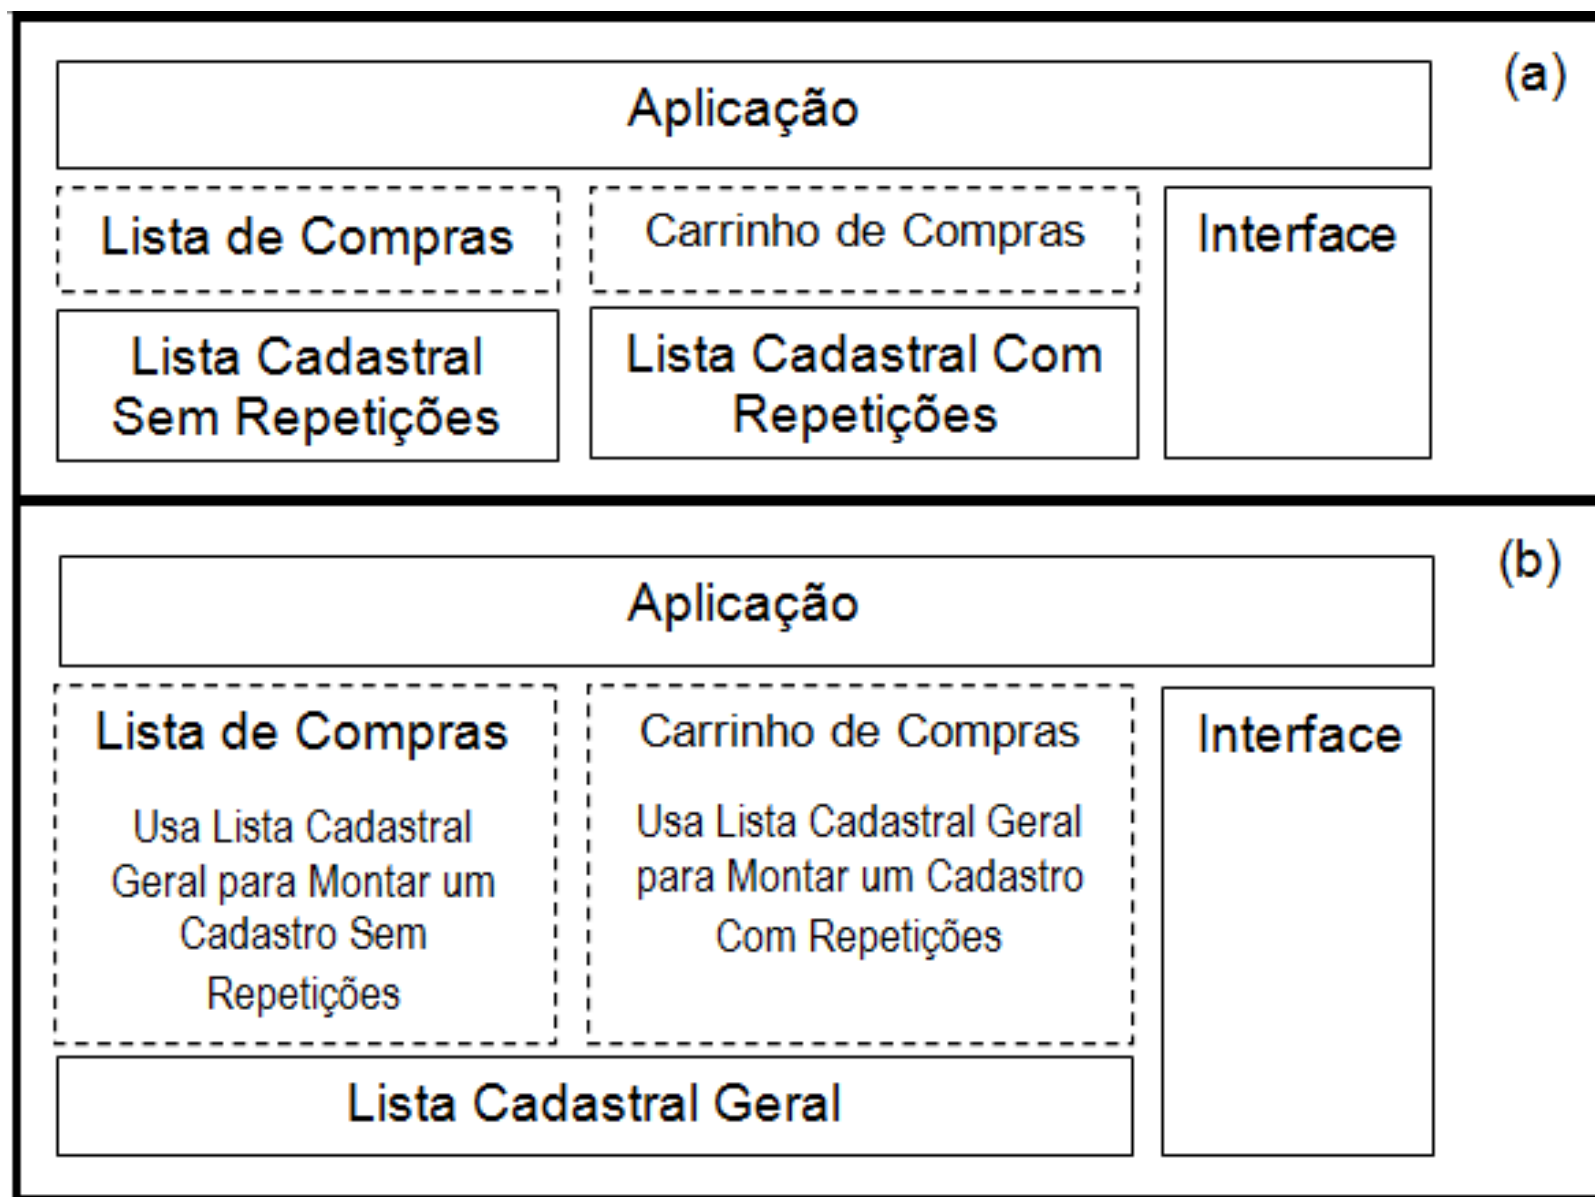 (a)
Aplicação
Lista de Compras
Carrinho de Compras
Interface
Lista Cadastral
Sem Repetições
Lista Cadastral Com
Repetições
(b)
Aplicação
Lista de Compras
Usa Lista Cadastral
Geral para Montar um
Cadastro Sem
Repetições
Carrinho de Compras
Usa Lista Cadastral Geral
para Montar um Cadastro
Com Repetições
Interface
Lista Cadastral Geral